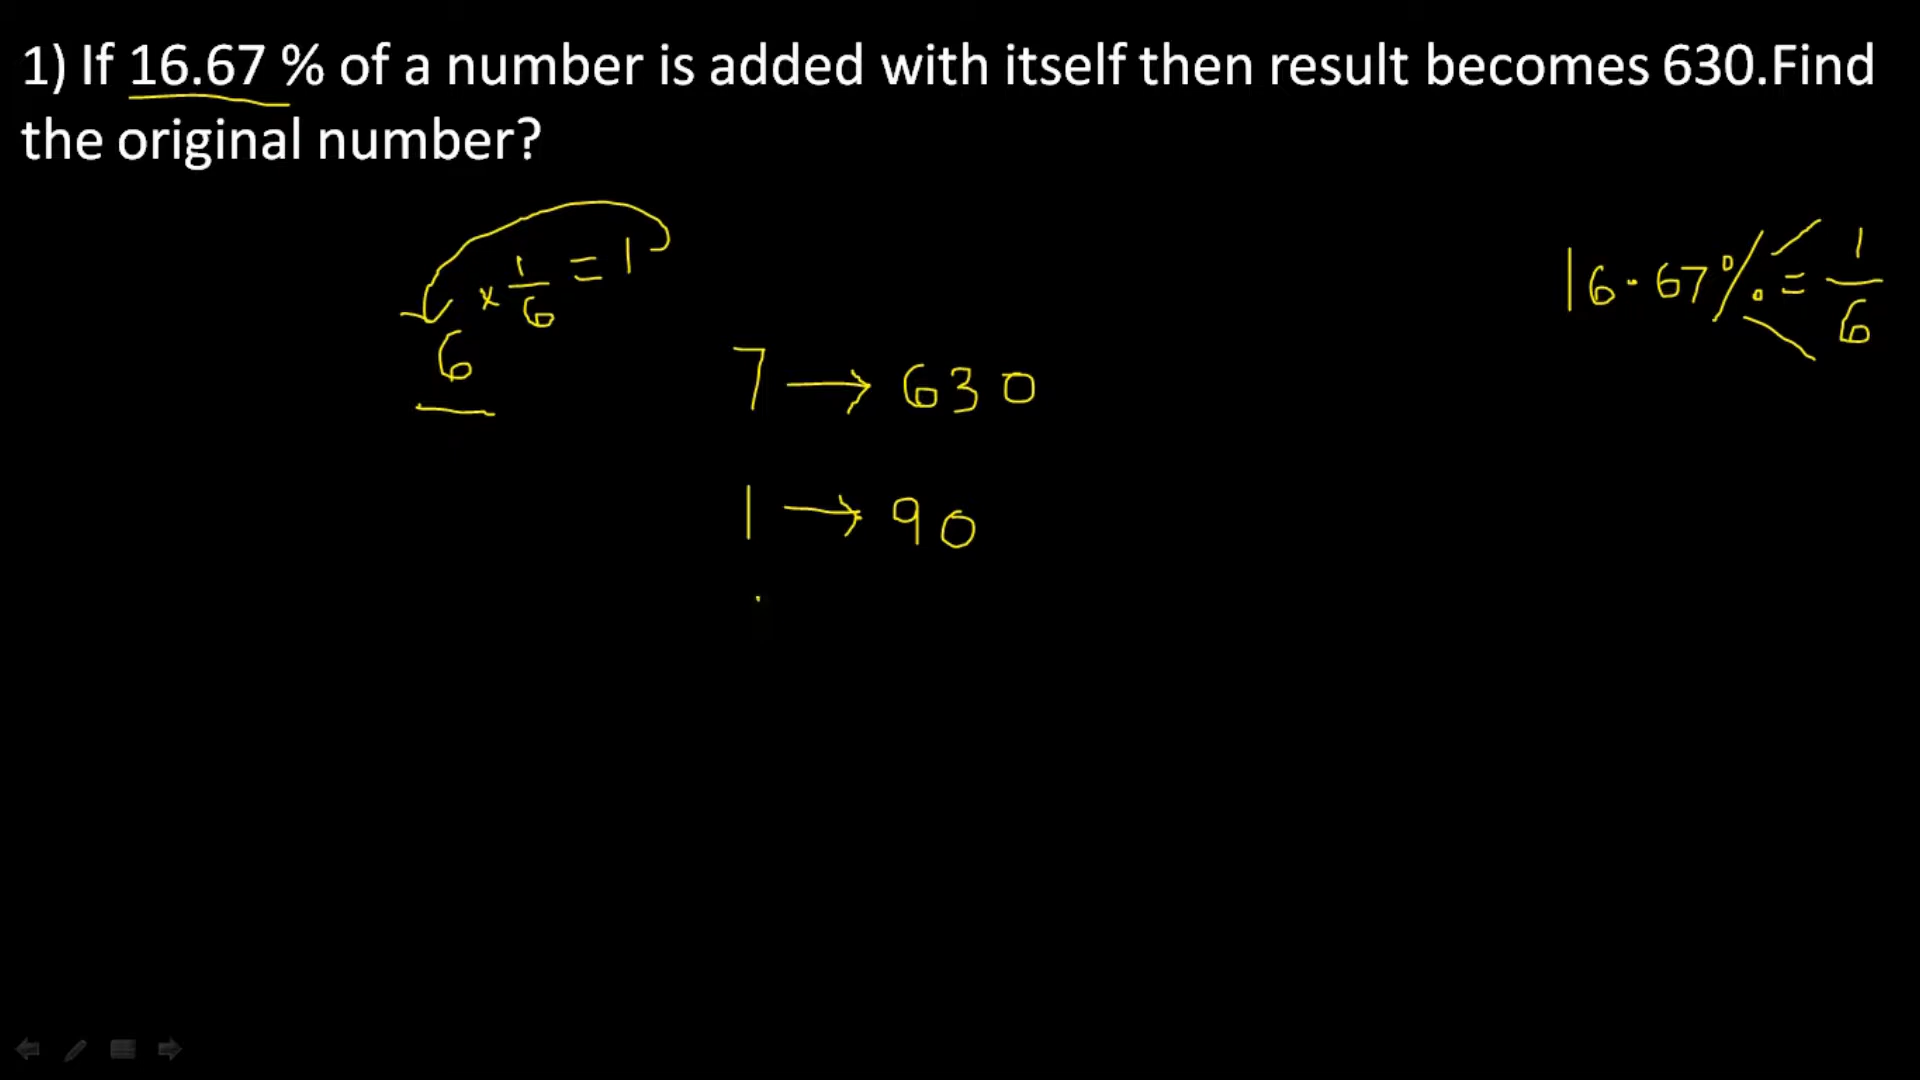 1) If 16.67 % of a number is added with itself then result becomes 630.Find
the original number?
× 1/6 = 1
6
16.67% = 1/6
7 → 630
1 → 90